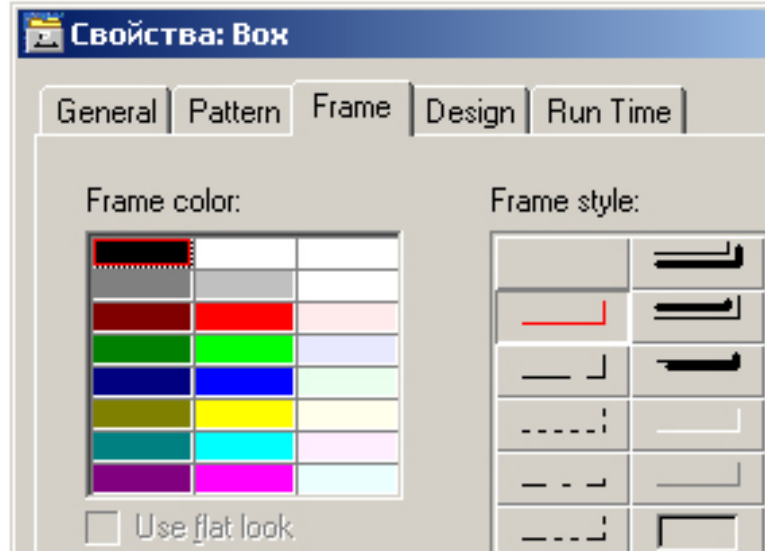 Свойства: Box
General Pattern Frame Design Run Time
Frame color: Frame style:
Use flat look